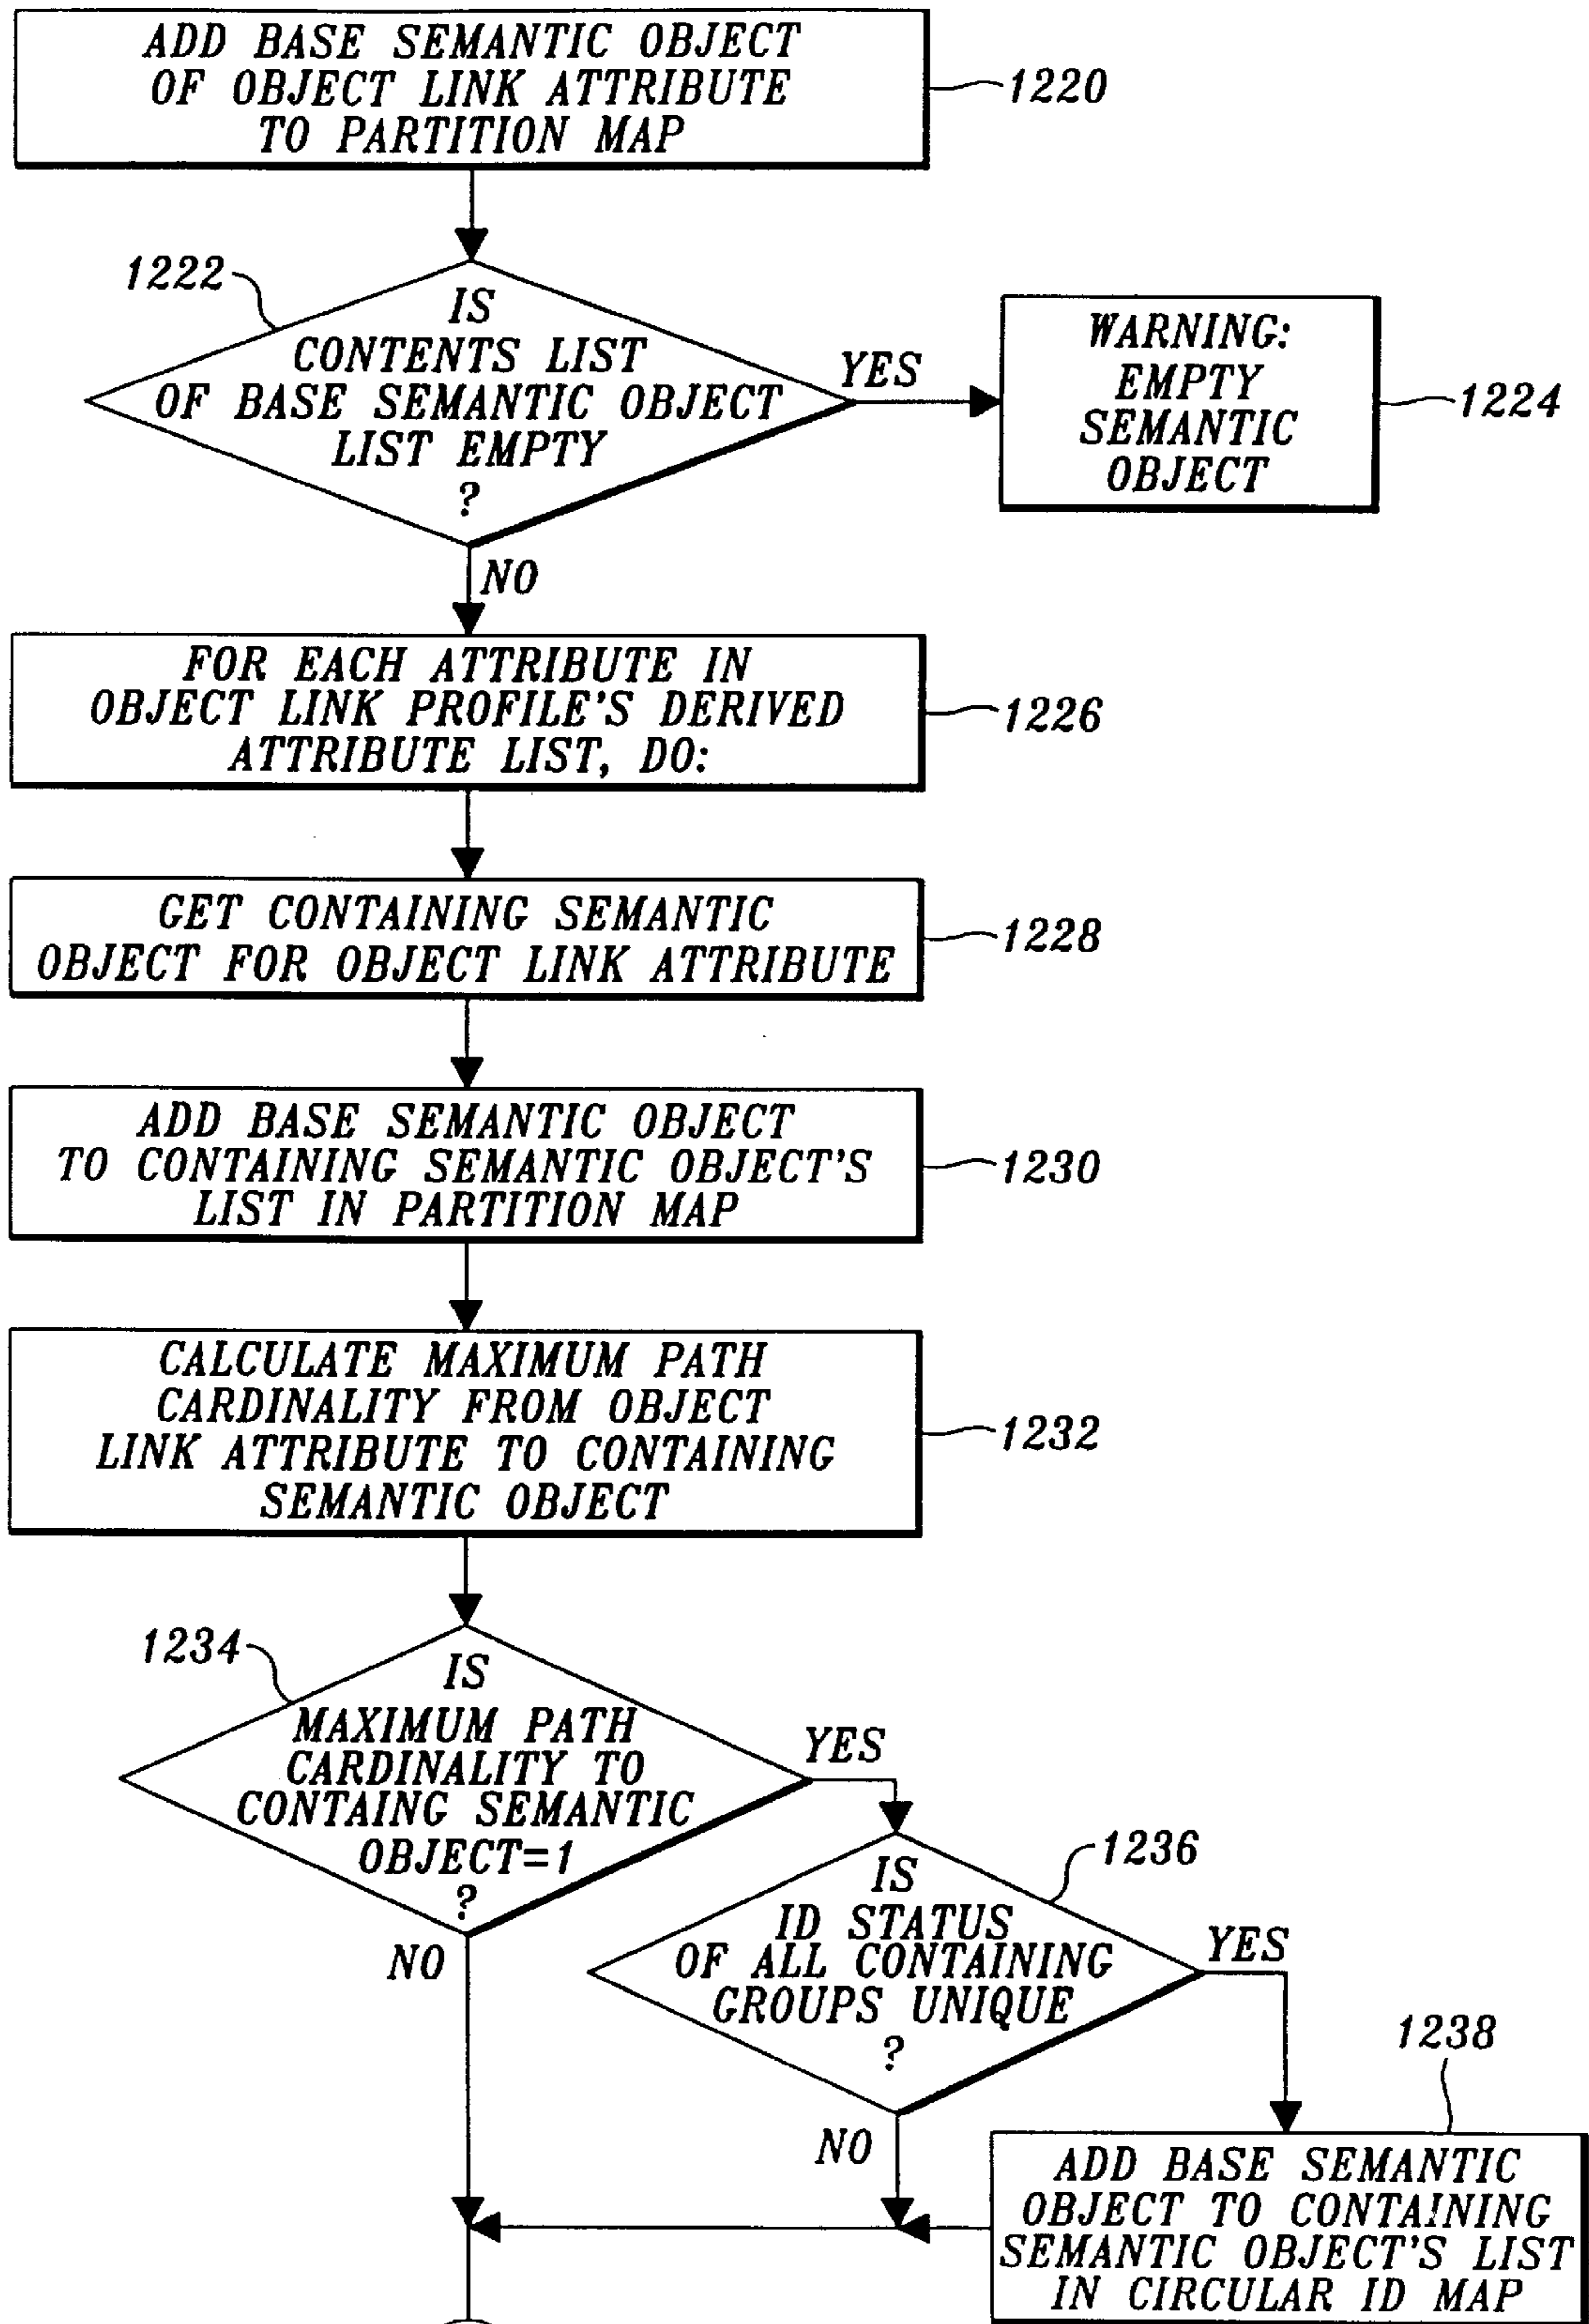 ADD BASE SEMANTIC OBJECT
OF OBJECT LINK ATTRIBUTE
TO PARTITION MAP
1220
1222
IS
CONTENTS LIST
OF BASE SEMANTIC OBJECT
LIST EMPTY
?
YES
WARNING:
EMPTY
SEMANTIC
OBJECT
1224
NO
FOR EACH ATTRIBUTE IN
OBJECT LINK PROFILE'S DERIVED
ATTRIBUTE LIST, DO:
1226
GET CONTAINING SEMANTIC
OBJECT FOR OBJECT LINK ATTRIBUTE
1228
ADD BASE SEMANTIC OBJECT
TO CONTAINING SEMANTIC OBJECT'S
LIST IN PARTITION MAP
1230
CALCULATE MAXIMUM PATH
CARDINALITY FROM OBJECT
LINK ATTRIBUTE TO CONTAINING
SEMANTIC OBJECT
1232
1234
IS
MAXIMUM PATH
CARDINALITY TO
CONTAING SEMANTIC
OBJECT=1
?
YES
NO
1236
IS
ID STATUS
OF ALL CONTAINING
GROUPS UNIQUE
?
YES
NO
1238
ADD BASE SEMANTIC
OBJECT TO CONTAINING
SEMANTIC OBJECT'S LIST
IN CIRCULAR ID MAP